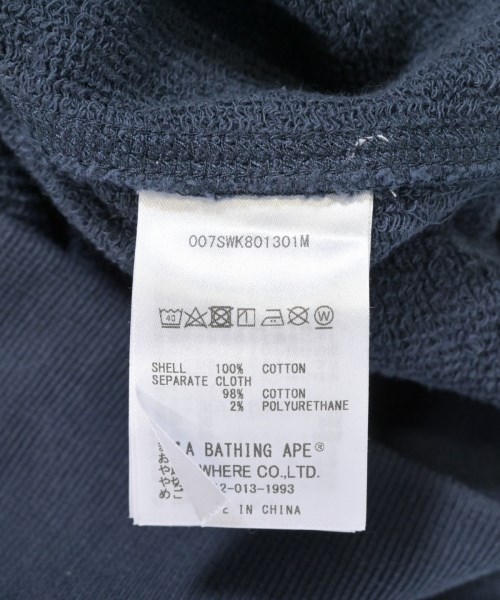 007SWK801301M
40 W
SHELL 100% COTTON
SEPARATE CLOTH
98% COTTON
2% POLYURETHANE
A BATHING APE®
WHERE CO.,LTD.
2-013-1993
IN CHINA